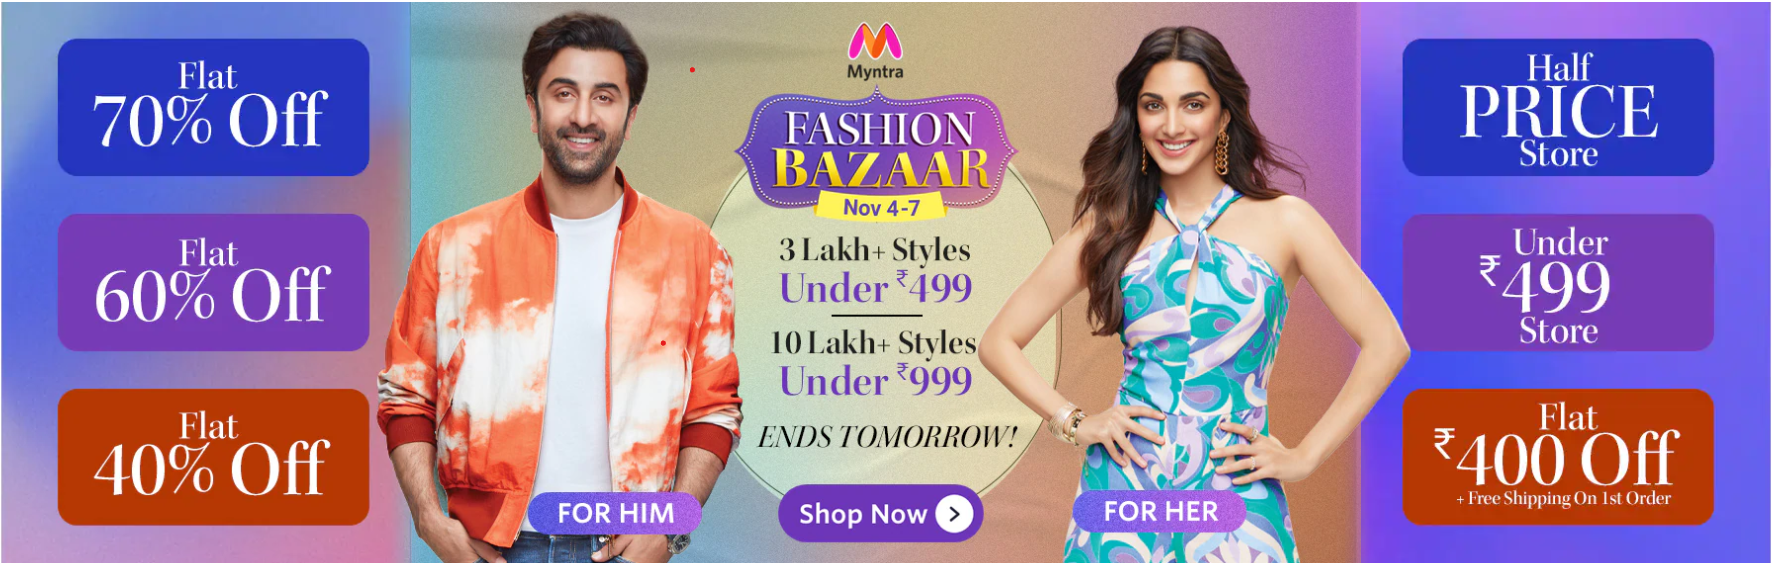 Flat
70% Off
Flat
60% Off
Flat
40% Off
Myntra
FASHION
BAZAAR
Nov 4-7
3 Lakh+ Styles
Under ₹499
10 Lakh+ Styles
Under ₹999
ENDS TOMORROW!
FOR HIM
Shop Now
FOR HER
Half
PRICE
Store
Under
₹499
Store
Flat
₹400 Off
+ Free Shipping On 1st Order